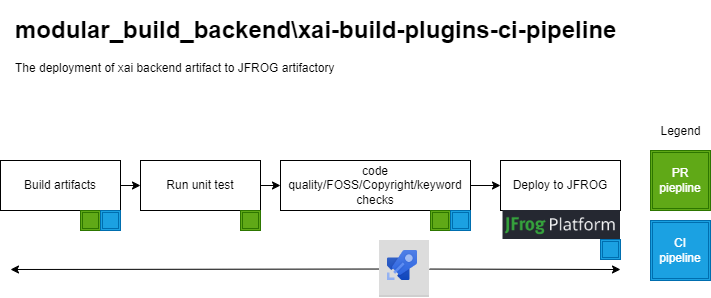 modular_build_backend\xai-build-plugins-ci-pipeline
The deployment of xai backend artifact to JFROG artifactory
Legend
Build artifacts
Run unit test
code
quality/FOSS/Copyright/keyword
checks
Deploy to JFROG
JFrog Platform
PR
piepline
CI
pipeline